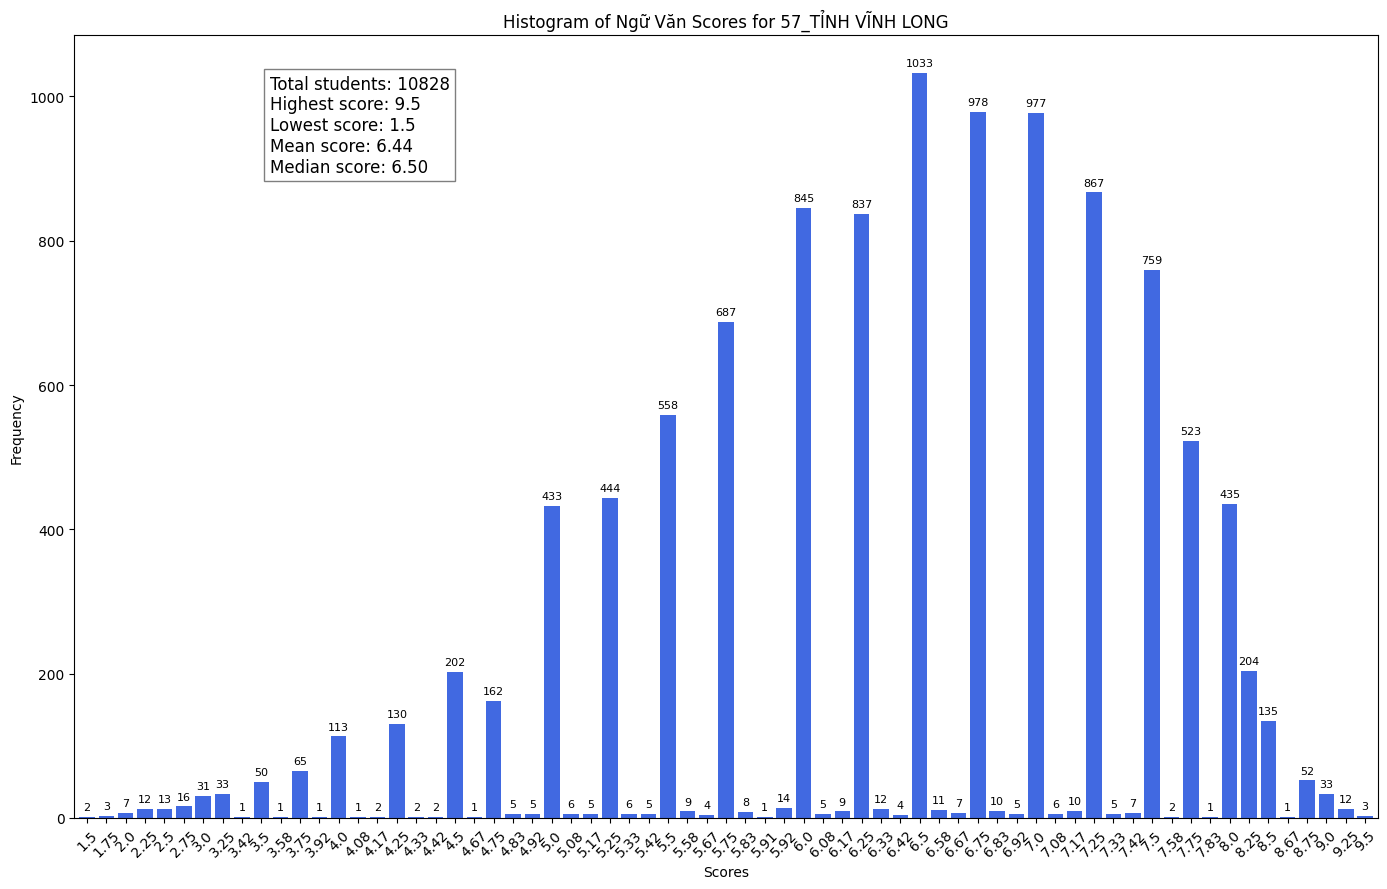 Histogram of Ngữ Văn Scores for 57_TỈNH VĨNH LONG
Total students: 10828
Highest score: 9.5
Lowest score: 1.5
Mean score: 6.44
Median score: 6.50
Frequency
1000
800
600
400
200
0
2 3 7 12 13 16 31 33 1 50 1 65 1 113 1 2 130 2 2 202 1 162 5 5 433 6 5 444 6 5 558 9 4 687 8 1 14 845 5 9 837 12 4 1033 11 7 978 10 5 977 6 10 867 5 7 759 2 523 1 435 204 135 1 52 33 12 3
1.5 1.75 2.0 2.25 2.5 2.75 3.0 3.25 3.42 3.5 3.58 3.75 3.92 4.0 4.08 4.17 4.25 4.33 4.42 4.5 4.67 4.75 4.83 4.92 5.0 5.08 5.17 5.25 5.33 5.42 5.5 5.58 5.67 5.75 5.83 5.91 5.92 6.0 6.08 6.17 6.25 6.33 6.42 6.5 6.58 6.67 6.75 6.83 6.92 7.0 7.08 7.17 7.25 7.33 7.42 7.5 7.58 7.75 7.83 8.0 8.25 8.5 8.67 8.75 9.0 9.25 9.5
Scores